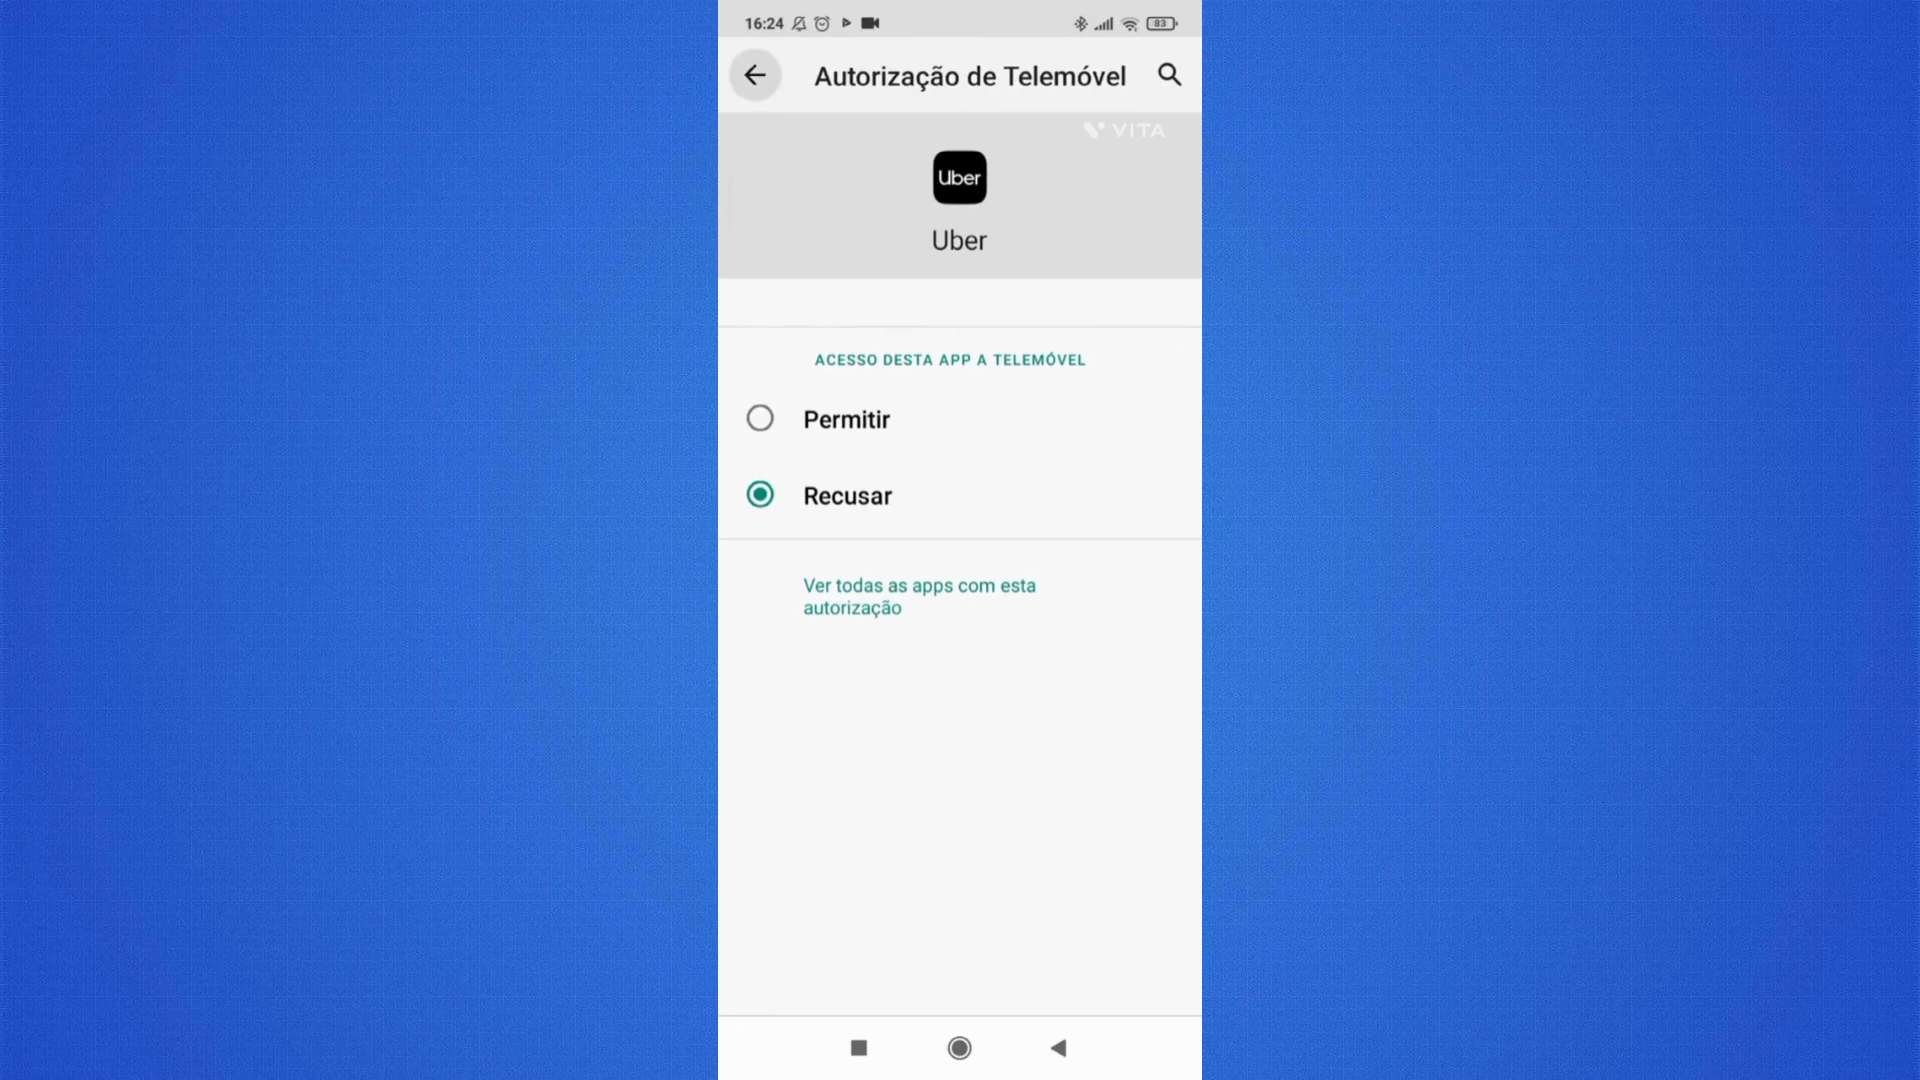 16:24
83
Autorização de Telemóvel
VITA
Uber
Uber
ACESSO DESTA APP A TELEMÓVEL
Permitir
Recusar
Ver todas as apps com esta
autorização